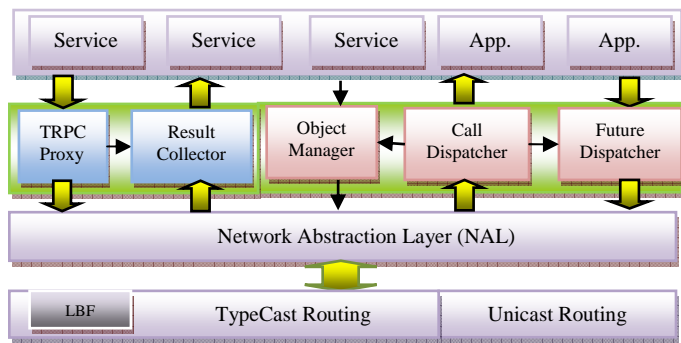 Service Service Service App. App.
TRPC Proxy
Result Collector
Object Manager
Call Dispatcher
Future Dispatcher
Network Abstraction Layer (NAL)
LBF TypeCast Routing Unicast Routing